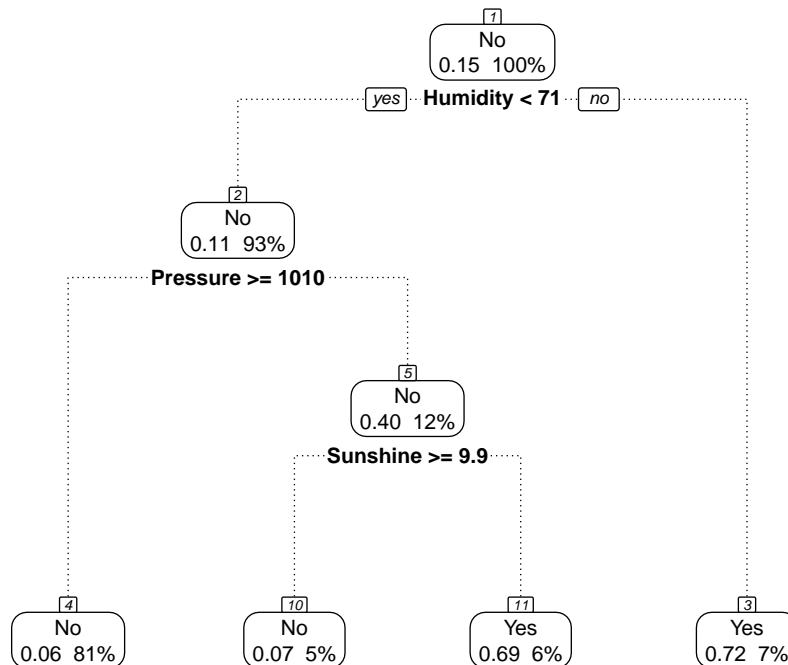 1
No
0.15 100%
yes Humidity < 71 no
2
No
0.11 93%
Pressure >= 1010
5
No
0.40 12%
Sunshine >= 9.9
4
No
0.06 81%
10
No
0.07 5%
11
Yes
0.69 6%
3
Yes
0.72 7%